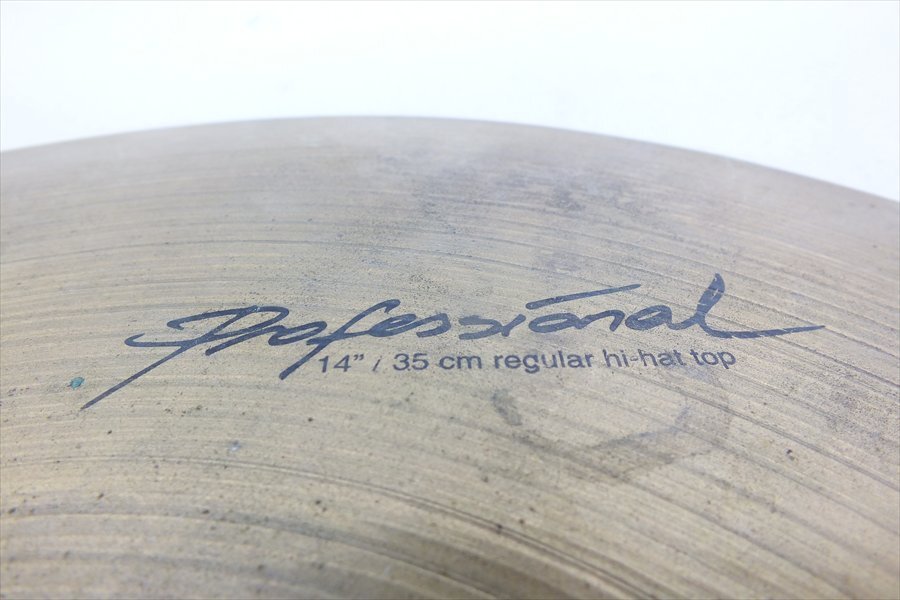 Professional
14” / 35 cm regular hi-hat top